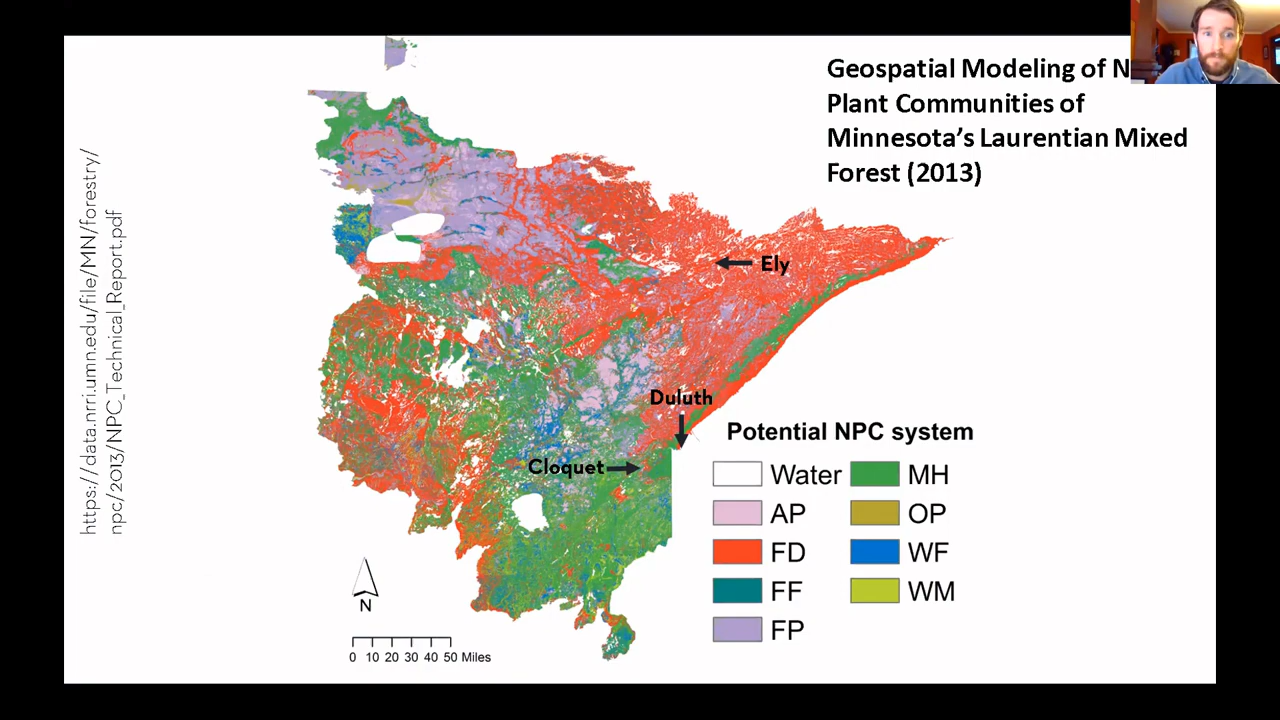 Geospatial Modeling of N
Plant Communities of
Minnesota's Laurentian Mixed
Forest (2013)
https://data.nrri.umn.edu/file/MN/forestry/
npc/2013/NPC_Technical_Report.pdf
Ely
Duluth
Cloquet
Potential NPC system
Water
AP
FD
FF
FP
MH
OP
WF
WM
N
0 10 20 30 40 50 Miles